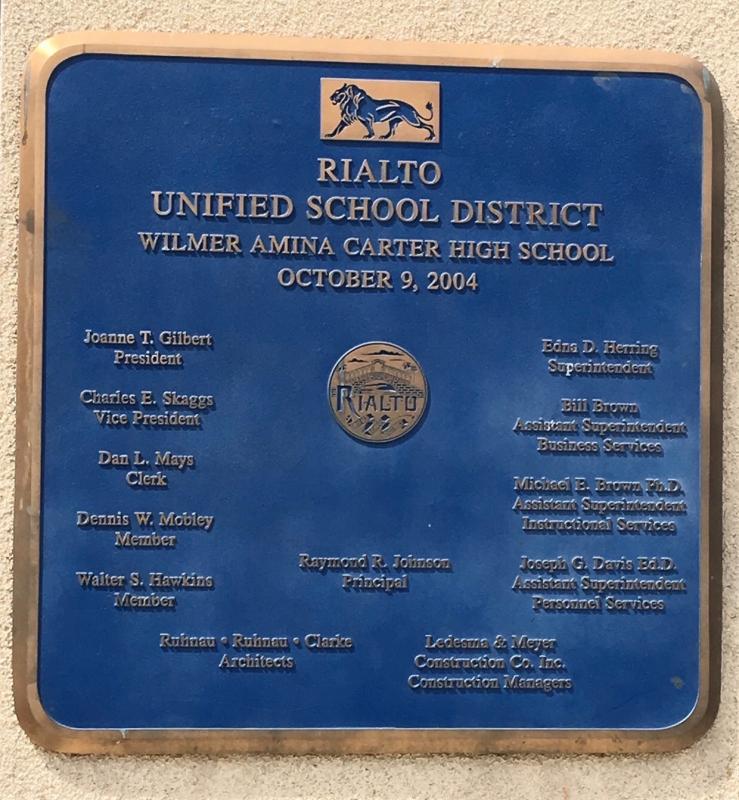 RIALTO
UNIFIED SCHOOL DISTRICT
WILMER AMINA CARTER HIGH SCHOOL
OCTOBER 9, 2004
RIALTO
Joanne T. Gilbert
President
Charles E. Skaggs
Vice President
Dan L. Mays
Clerk
Dennis W. Mobley
Member
Walter S. Hawkins
Member
Edna D. Herring
Superintendent
Bill Brown
Assistant Superintendent
Business Services
Michael E. Brown Ph.D.
Assistant Superintendent
Instructional Services
Joseph G. Davis Ed.D.
Assistant Superintendent
Personnel Services
Raymond R. Johnson
Principal
Ruhnau • Ruhnau • Clarke
Architects
Ledesma & Meyer
Construction Co. Inc.
Construction Managers